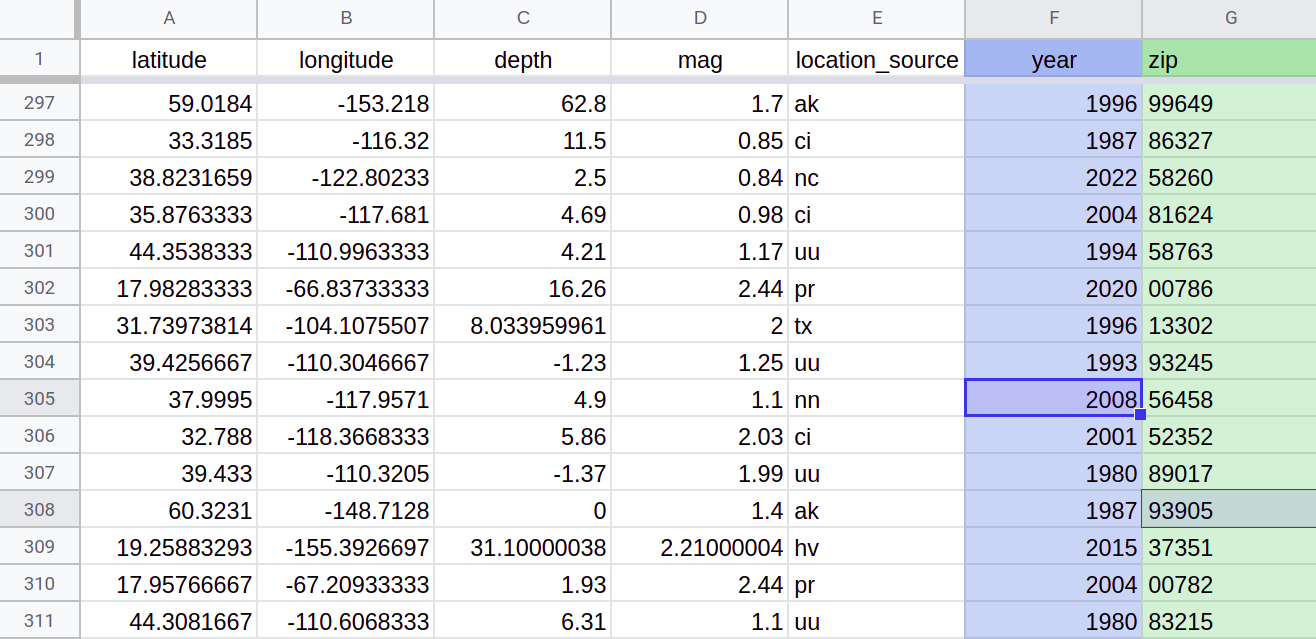 A B C D E F G
1 latitude longitude depth mag location_source year zip
297 59.0184 -153.218 62.8 1.7 ak 1996 99649
298 33.3185 -116.32 11.5 0.85 ci 1987 86327
299 38.8231659 -122.80233 2.5 0.84 nc 2022 58260
300 35.8763333 -117.681 4.69 0.98 ci 2004 81624
301 44.3538333 -110.9963333 4.21 1.17 uu 1994 58763
302 17.98283333 -66.83733333 16.26 2.44 pr 2020 00786
303 31.73973814 -104.1075507 8.033959961 2 tx 1996 13302
304 39.4256667 -110.3046667 -1.23 1.25 uu 1993 93245
305 37.9995 -117.9571 4.9 1.1 nn 2008 56458
306 32.788 -118.3668333 5.86 2.03 ci 2001 52352
307 39.433 -110.3205 -1.37 1.99 uu 1980 89017
308 60.3231 -148.7128 0 1.4 ak 1987 93905
309 19.25883293 -155.3926697 31.10000038 2.21000004 hv 2015 37351
310 17.95766667 -67.20933333 1.93 2.44 pr 2004 00782
311 44.3081667 -110.6068333 6.31 1.1 uu 1980 83215